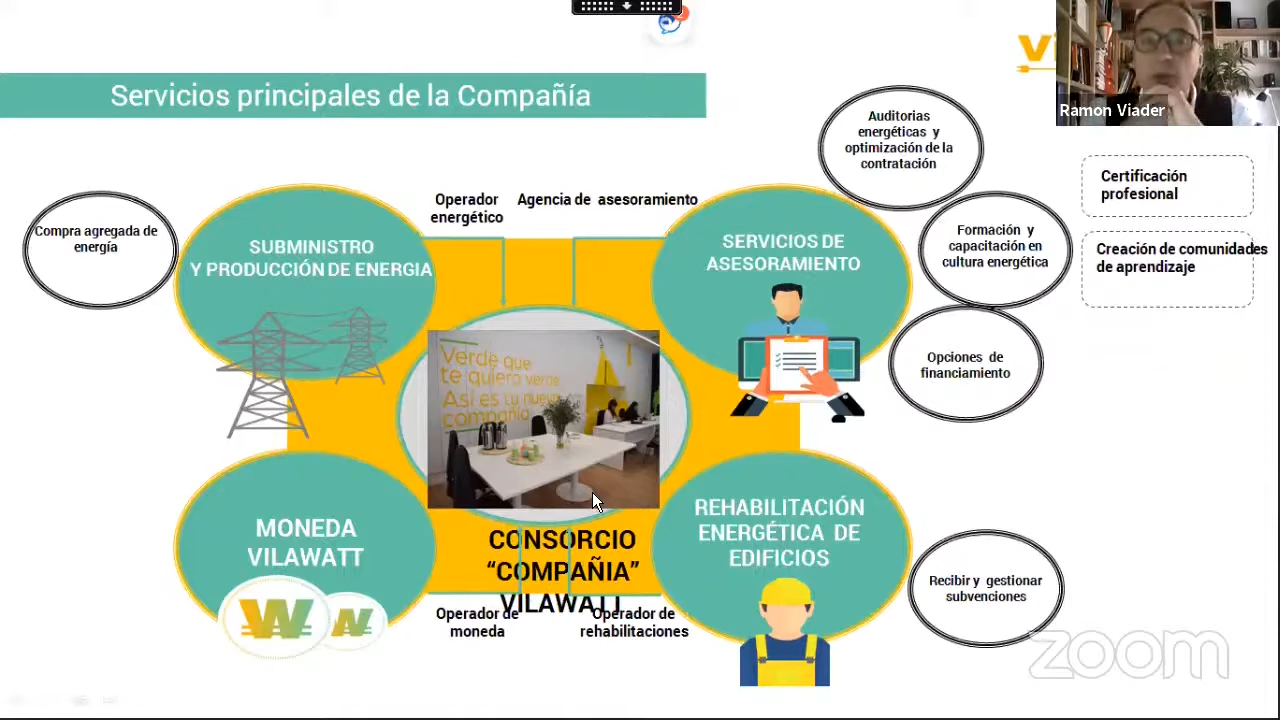 Servicios principales de la Compañía
Vi
Ramon Viader
Auditorias
energéticas y
optimización de la
contratación
Certificación
profesional
Operador
energético
Agencia de asesoramiento
Compra agregada de
energía
SUBMINISTRO
Y PRODUCCIÓN DE ENERGIA
SERVICIOS DE
ASESORAMIENTO
Formación y
capacitación en
cultura energética
Creación de comunidades
de aprendizaje
Verde que
te quiero verde
Así es tu nueva
compañía
Opciones de
financiamiento
MONEDA
VILAWATT
CONSORCIO
“COMPAÑIA”
VILAWATT
REHABILITACIÓN
ENERGÉTICA DE
EDIFICIOS
Recibir y gestionar
subvenciones
Operador de
moneda
Operador de
rehabilitaciones
zoom